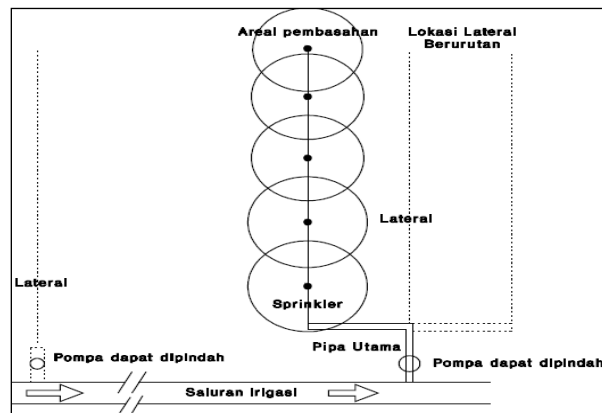 Areal pembasahan
Lokasi Lateral
Berurutan
Lateral
Lateral
Sprinkler
Pipa Utama
Pompa dapat dipindah
Pompa dapat dipindah
Saluran irigasi